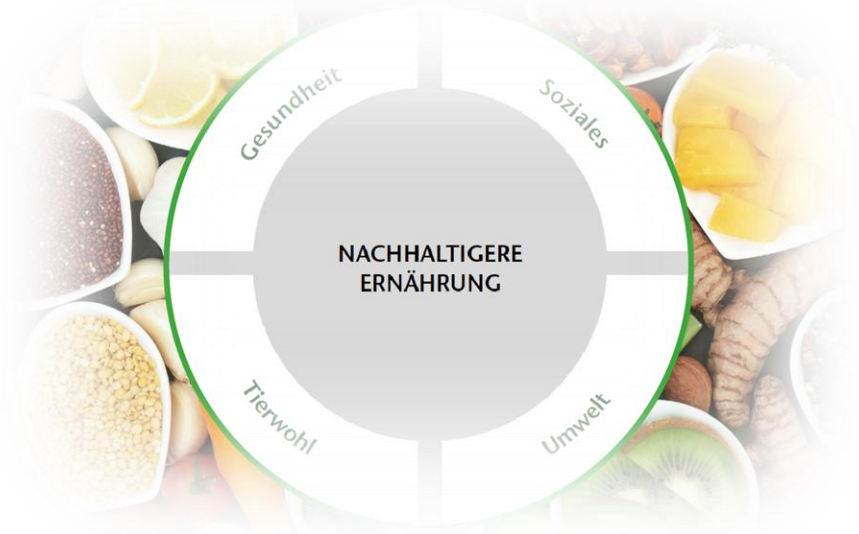 Gesundheit
Soziales
NACHHALTIGERE
ERNÄHRUNG
Tierwohl
Umwelt